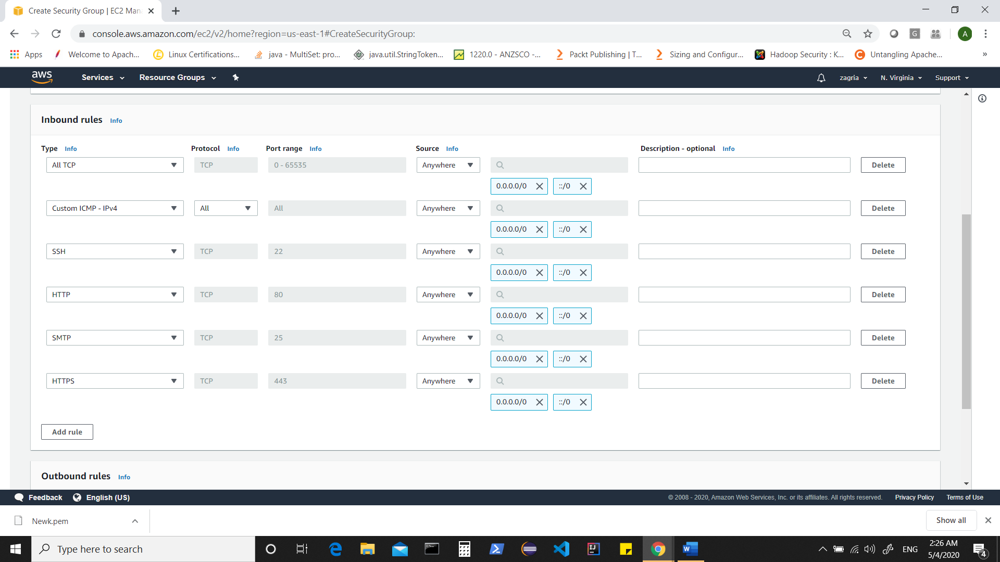 Create Security Group | EC2 Man
console.aws.amazon.com/ec2/v2/home?region=us-east-1#CreateSecurityGroup:
G
A
Apps
Welcome to Apach...
Linux Certifications...
java - MultiSet: pro...
java.util.StringToken...
1220.0 - ANZSCO -...
Packt Publishing | T...
Sizing and Configur...
Hadoop Security : K...
Untangling Apache...
»
aws
Services
Resource Groups
zagria
N. Virginia
Support
Inbound rules Info
Type Info
Protocol Info
Port range Info
Source Info
Description - optional Info
All TCP
TCP
0 - 65535
Anywhere
Delete
0.0.0.0/0
::/0
Custom ICMP - IPv4
All
All
Anywhere
Delete
0.0.0.0/0
::/0
SSH
TCP
22
Anywhere
Delete
0.0.0.0/0
::/0
HTTP
TCP
80
Anywhere
Delete
0.0.0.0/0
::/0
SMTP
TCP
25
Anywhere
Delete
0.0.0.0/0
::/0
HTTPS
TCP
443
Anywhere
Delete
0.0.0.0/0
::/0
Add rule
Outbound rules Info
Feedback
English (US)
© 2008 - 2020, Amazon Web Services, Inc. or its affiliates. All rights reserved.
Privacy Policy
Terms of Use
Newk.pem
Show all
Type here to search
ENG
2:26 AM
5/4/2020
4